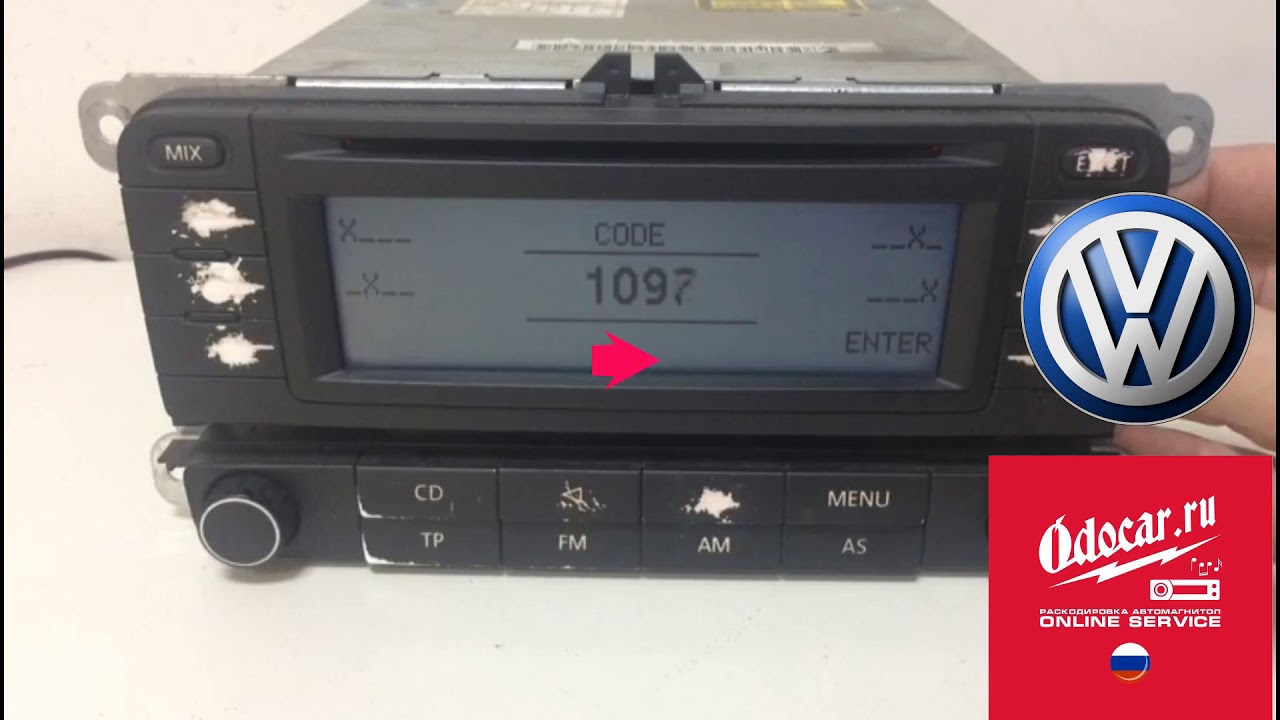 MIX
EJECT
X___
CODE
__X_
_X__
1097
___X
ENTER
CD
MENU
TP
FM
AM
AS
Odocar.ru
РАСКОДИРОВКА АВТОМАГНИТОЛ
ONLINE SERVICE